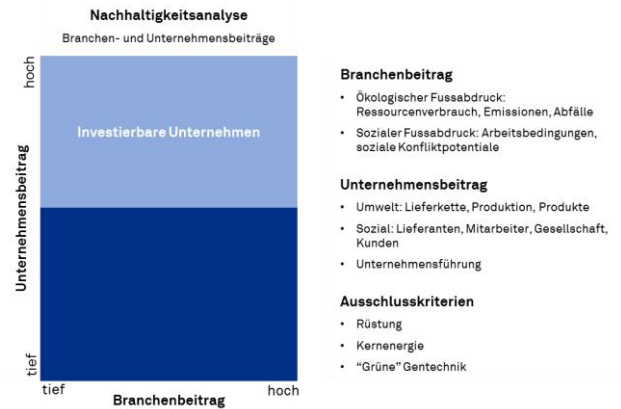 Nachhaltigkeitsanalyse
Branchen- und Unternehmensbeiträge
hoch
Unternehmensbeitrag
tief
Investierbare Unternehmen
tief
hoch
Branchenbeitrag
Branchenbeitrag
• Ökologischer Fussabdruck:
Ressourcenverbrauch, Emissionen, Abfälle
• Sozialer Fussabdruck: Arbeitsbedingungen,
soziale Konfliktpotentiale
Unternehmensbeitrag
• Umwelt: Lieferkette, Produktion, Produkte
• Sozial: Lieferanten, Mitarbeiter, Gesellschaft,
Kunden
• Unternehmensführung
Ausschlusskriterien
• Rüstung
• Kernenergie
• “Grüne” Gentechnik